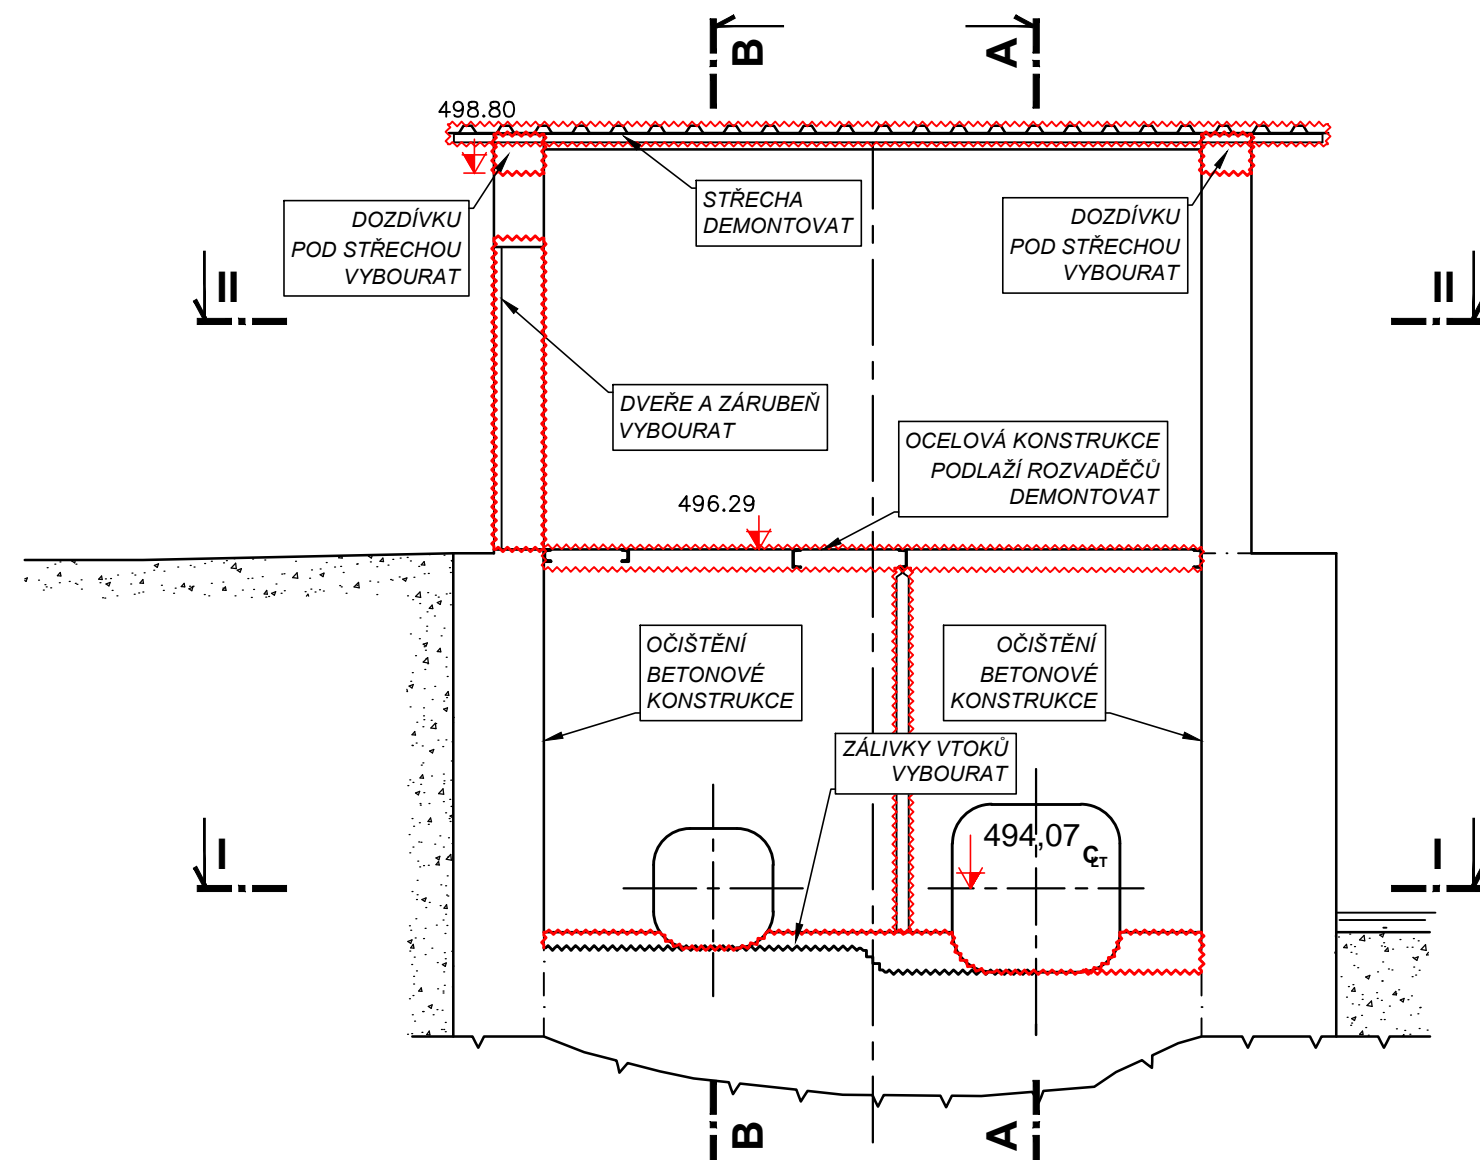 B
A
498.80
STŘECHA
DEMONTOVAT
DOZDÍVKU
POD STŘECHOU
VYBOURAT
DOZDÍVKU
POD STŘECHOU
VYBOURAT
II
II
DVEŘE A ZÁRUBEŇ
VYBOURAT
OCELOVÁ KONSTRUKCE
PODLAŽÍ ROZVADĚČŮ
DEMONTOVAT
496.29
OČIŠTĚNÍ
BETONOVÉ
KONSTRUKCE
OČIŠTĚNÍ
BETONOVÉ
KONSTRUKCE
ZÁLIVKY VTOKŮ
VYBOURAT
494,07
I
I
B
A